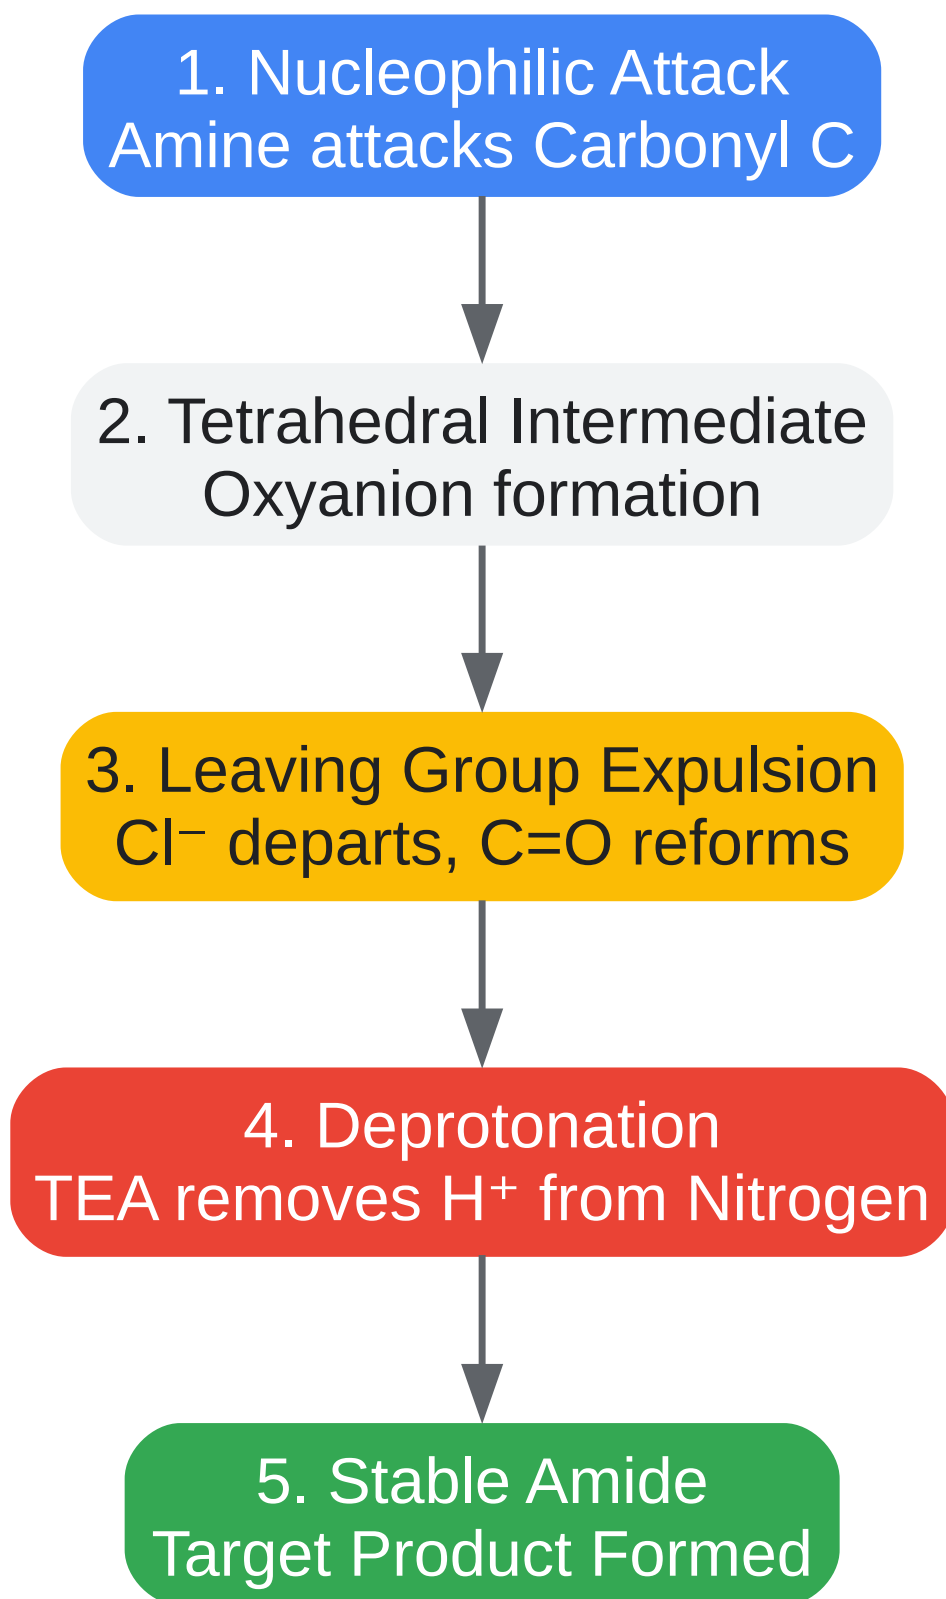 1. Nucleophilic Attack
Amine attacks Carbonyl C
2. Tetrahedral Intermediate
Oxyanion formation
3. Leaving Group Expulsion
Cl⁻ departs, C=O reforms
4. Deprotonation
TEA removes H⁺ from Nitrogen
5. Stable Amide
Target Product Formed